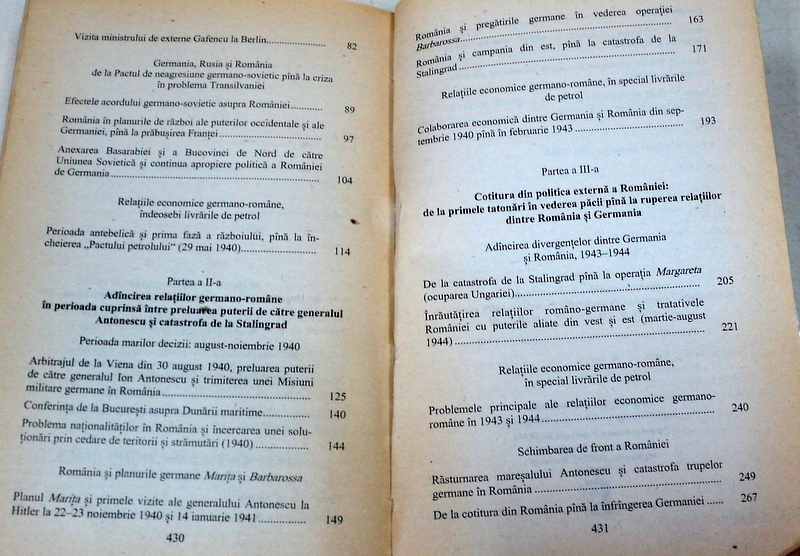 Vizita ministrului de externe Gafencu la Berlin.................... 82
Germania, Rusia și România
de la Pactul de neagresiune germano-sovietic pînă la criza
în problema Transilvaniei
Efectele acordului germano-sovietic asupra României........... 89
România în planurile de război ale puterilor occidentale și ale
Germaniei, pînă la prăbușirea Franței................................ 97
Anexarea Basarabiei și a Bucovinei de Nord de către
Uniunea Sovietică și continua apropiere politică a României
de Germania................................................................ 104
Relațiile economice germano-române,
îndeosebi livrările de petrol
Perioada antebelică și prima fază a războiului, pînă la în-
cheierea „Pactului petrolului“ (29 mai 1940)....................... 114
Partea a II-a
Adîncirea relațiilor germano-române
în perioada cuprinsă între preluarea puterii de către generalul
Antonescu și catastrofa de la Stalingrad
Perioada marilor decizii: august-noiembrie 1940
Arbitrajul de la Viena din 30 august 1940, preluarea puterii
de către generalul Ion Antonescu și trimiterea unei Misiuni
militare germane în România............................................ 125
Conferința de la București asupra Dunării maritime.............. 140
Problema naționalităților în România și încercarea unei solu-
ționări prin cedare de teritorii și strămutări (1940).................. 144
România și planurile germane Marița și Barbarossa
Planul Marița și primele vizite ale generalului Antonescu la
Hitler la 22–23 noiembrie 1940 și 14 ianuarie 1941................ 149
430
România și pregătirile germane în vederea operației
Barbarossa.................................................................. 163
România și campania din est, pînă la catastrofa de la
Stalingrad................................................................... 171
Relațiile economice germano-române, în special livrările
de petrol
Colaborarea economică dintre Germania și România din sep-
tembrie 1940 pînă în februarie 1943................................... 193
Partea a III-a
Cotitura din politica externă a României:
de la primele tatonări în vederea păcii pînă la ruperea relațiilor
dintre România și Germania
Adîncirea divergențelor dintre Germania
și România, 1943–1944
De la catastrofa de la Stalingrad pînă la operația Margareta
(ocuparea Ungariei)....................................................... 205
Înrăutățirea relațiilor româno-germane și tratativele
României cu puterile aliate din vest și est (martie-august
1944)......................................................................... 221
Relațiile economice germano-române,
în special livrările de petrol
Problemele principale ale relațiilor economice germano-
române în 1943 și 1944.................................................. 240
Schimbarea de front a României
Răsturnarea mareșalului Antonescu și catastrofa trupelor
germane în România...................................................... 249
De la cotitura din România pînă la înfrîngerea Germaniei...... 267
431